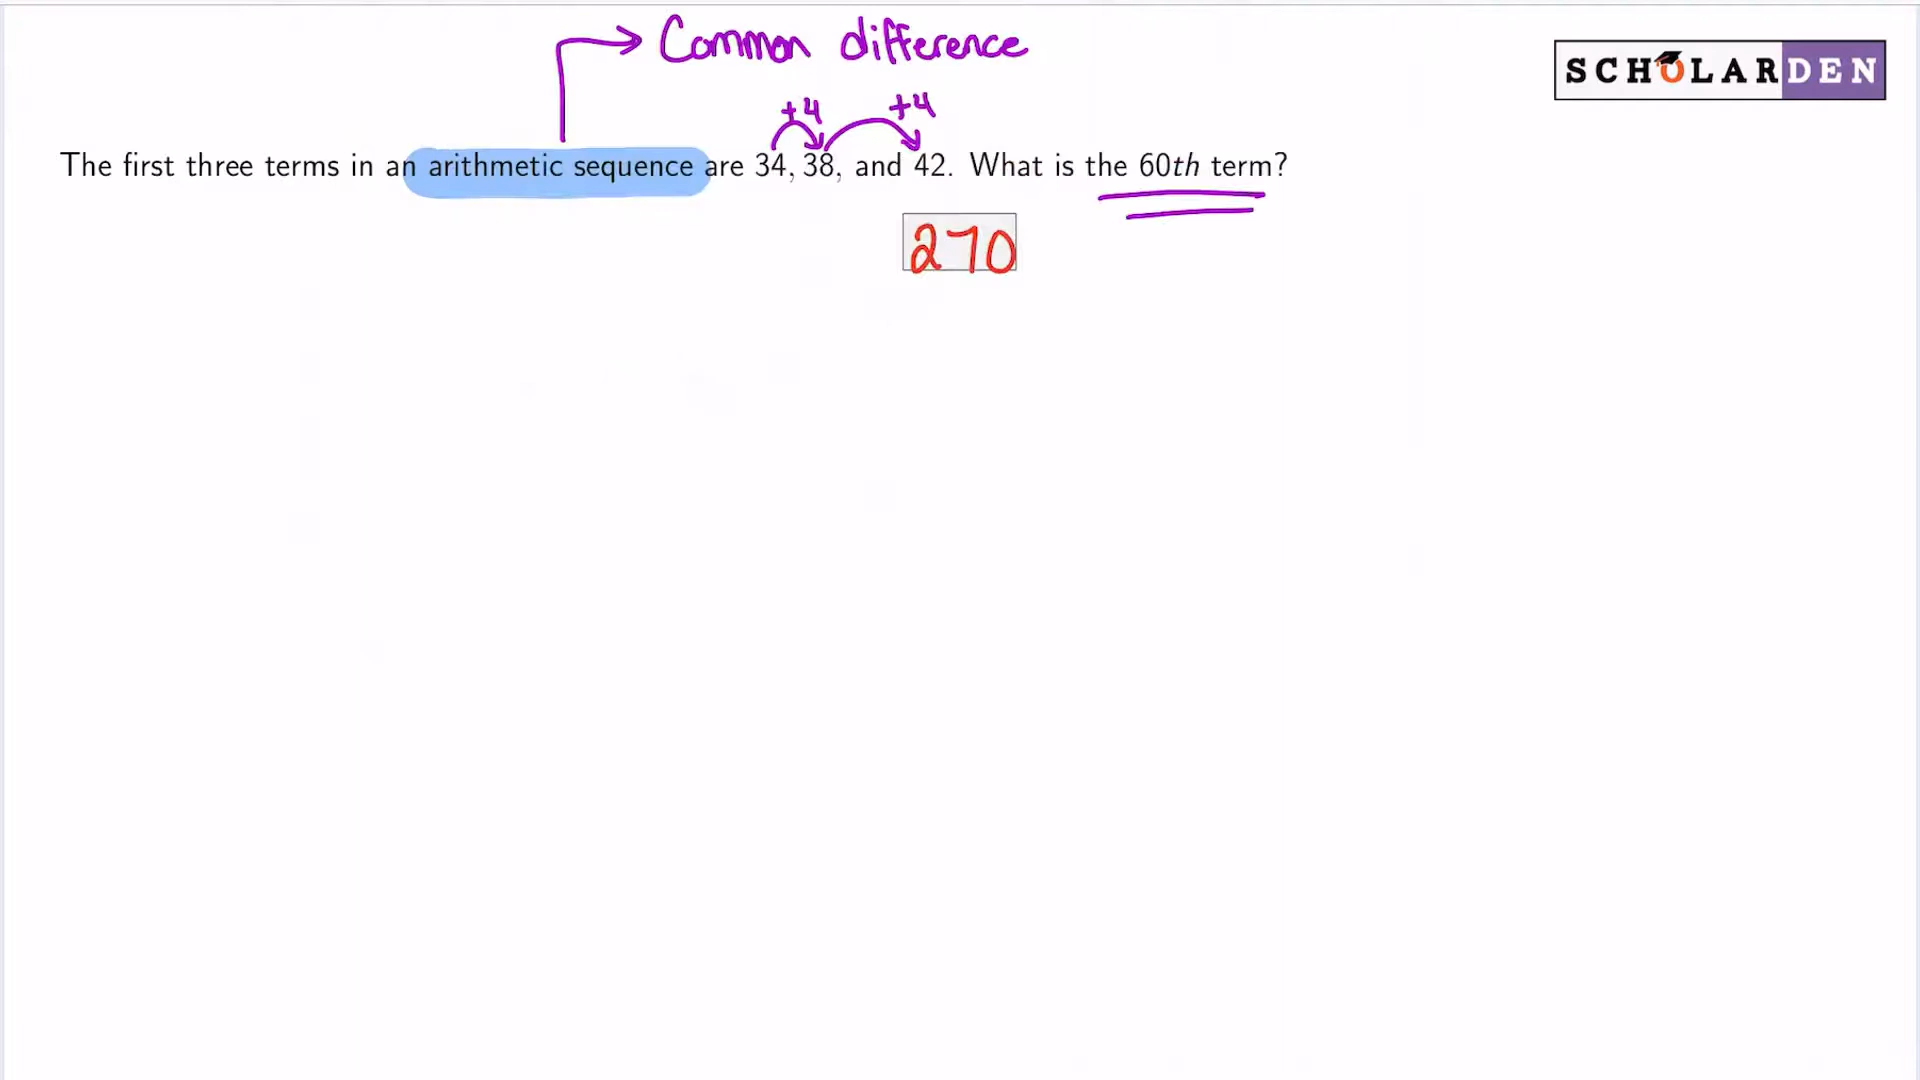 Common difference
SCHOLARDEN
+4 +4
The first three terms in an arithmetic sequence are 34, 38, and 42. What is the 60th term?
270